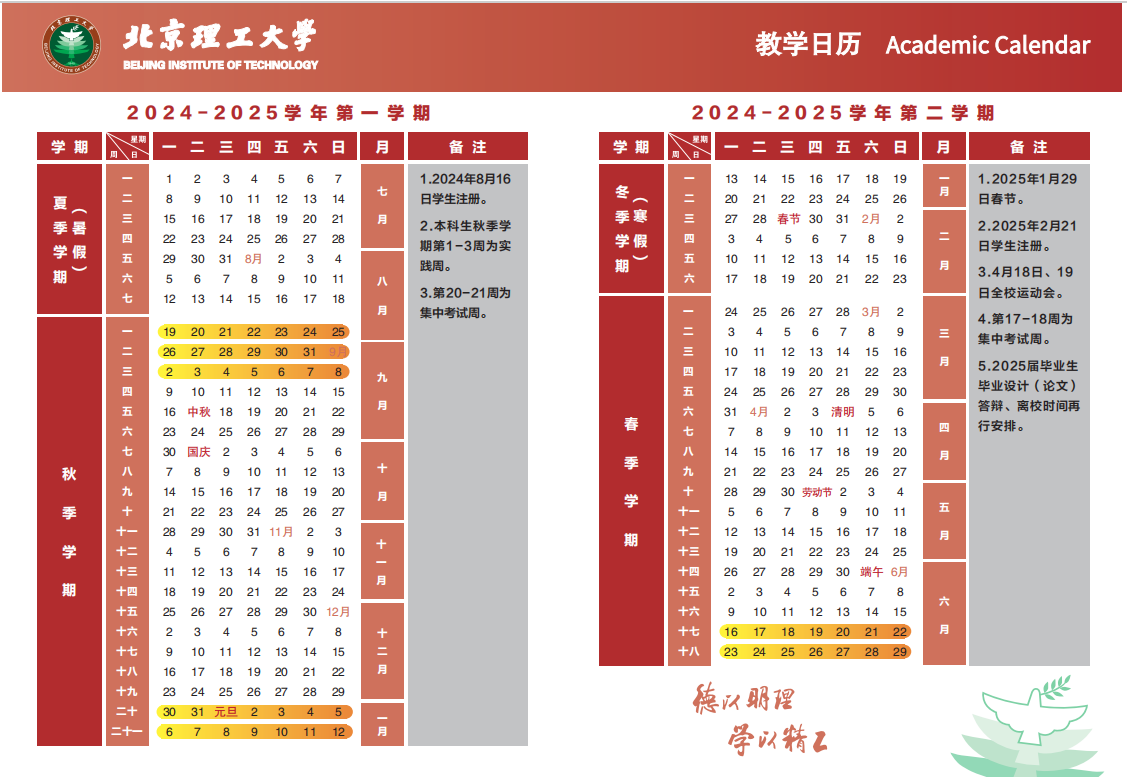 北京理工大学
BEIJING INSTITUTE OF TECHNOLOGY
教学日历 Academic Calendar
2024-2025学年第一学期
学期 星期 周 日 一 二 三 四 五 六 日 月 备注
夏季学期（暑假）
一 1 2 3 4 5 6 7
二 8 9 10 11 12 13 14
三 15 16 17 18 19 20 21
四 22 23 24 25 26 27 28
五 29 30 31 8月 2 3 4
六 5 6 7 8 9 10 11
七 12 13 14 15 16 17 18
秋季学期
一 19 20 21 22 23 24 25
二 26 27 28 29 30 31 9月
三 2 3 4 5 6 7 8
四 9 10 11 12 13 14 15
五 16 中秋 18 19 20 21 22
六 23 24 25 26 27 28 29
七 30 国庆 2 3 4 5 6
八 7 8 9 10 11 12 13
九 14 15 16 17 18 19 20
十 21 22 23 24 25 26 27
十一 28 29 30 31 11月 2 3
十二 4 5 6 7 8 9 10
十三 11 12 13 14 15 16 17
十四 18 19 20 21 22 23 24
十五 25 26 27 28 29 30 12月
十六 2 3 4 5 6 7 8
十七 9 10 11 12 13 14 15
十八 16 17 18 19 20 21 22
十九 23 24 25 26 27 28 29
二十 30 31 元旦 2 3 4 5
二十一 6 7 8 9 10 11 12
七月
八月
九月
十月
十一月
十二月
一月
1.2024年8月16
日学生注册。
2.本科生秋季学
期第1-3周为实
践周。
3.第20-21周为
集中考试周。
2024-2025学年第二学期
学期 星期 周 日 一 二 三 四 五 六 日 月 备注
冬季学期（寒假）
一 13 14 15 16 17 18 19
二 20 21 22 23 24 25 26
三 27 28 春节 30 31 2月 2
四 3 4 5 6 7 8 9
五 10 11 12 13 14 15 16
六 17 18 19 20 21 22 23
春季学期
一 24 25 26 27 28 3月 2
二 3 4 5 6 7 8 9
三 10 11 12 13 14 15 16
四 17 18 19 20 21 22 23
五 24 25 26 27 28 29 30
六 31 4月 2 3 清明 5 6
七 7 8 9 10 11 12 13
八 14 15 16 17 18 19 20
九 21 22 23 24 25 26 27
十 28 29 30 劳动节 2 3 4
十一 5 6 7 8 9 10 11
十二 12 13 14 15 16 17 18
十三 19 20 21 22 23 24 25
十四 26 27 28 29 30 端午 6月
十五 2 3 4 5 6 7 8
十六 9 10 11 12 13 14 15
十七 16 17 18 19 20 21 22
十八 23 24 25 26 27 28 29
一月
二月
三月
四月
五月
六月
1.2025年1月29
日春节。
2.2025年2月21
日学生注册。
3.4月18日、19
日全校运动会。
4.第17-18周为
集中考试周。
5.2025届毕业生
毕业设计（论文）
答辩、离校时间再
行安排。
德以明理
学以精工